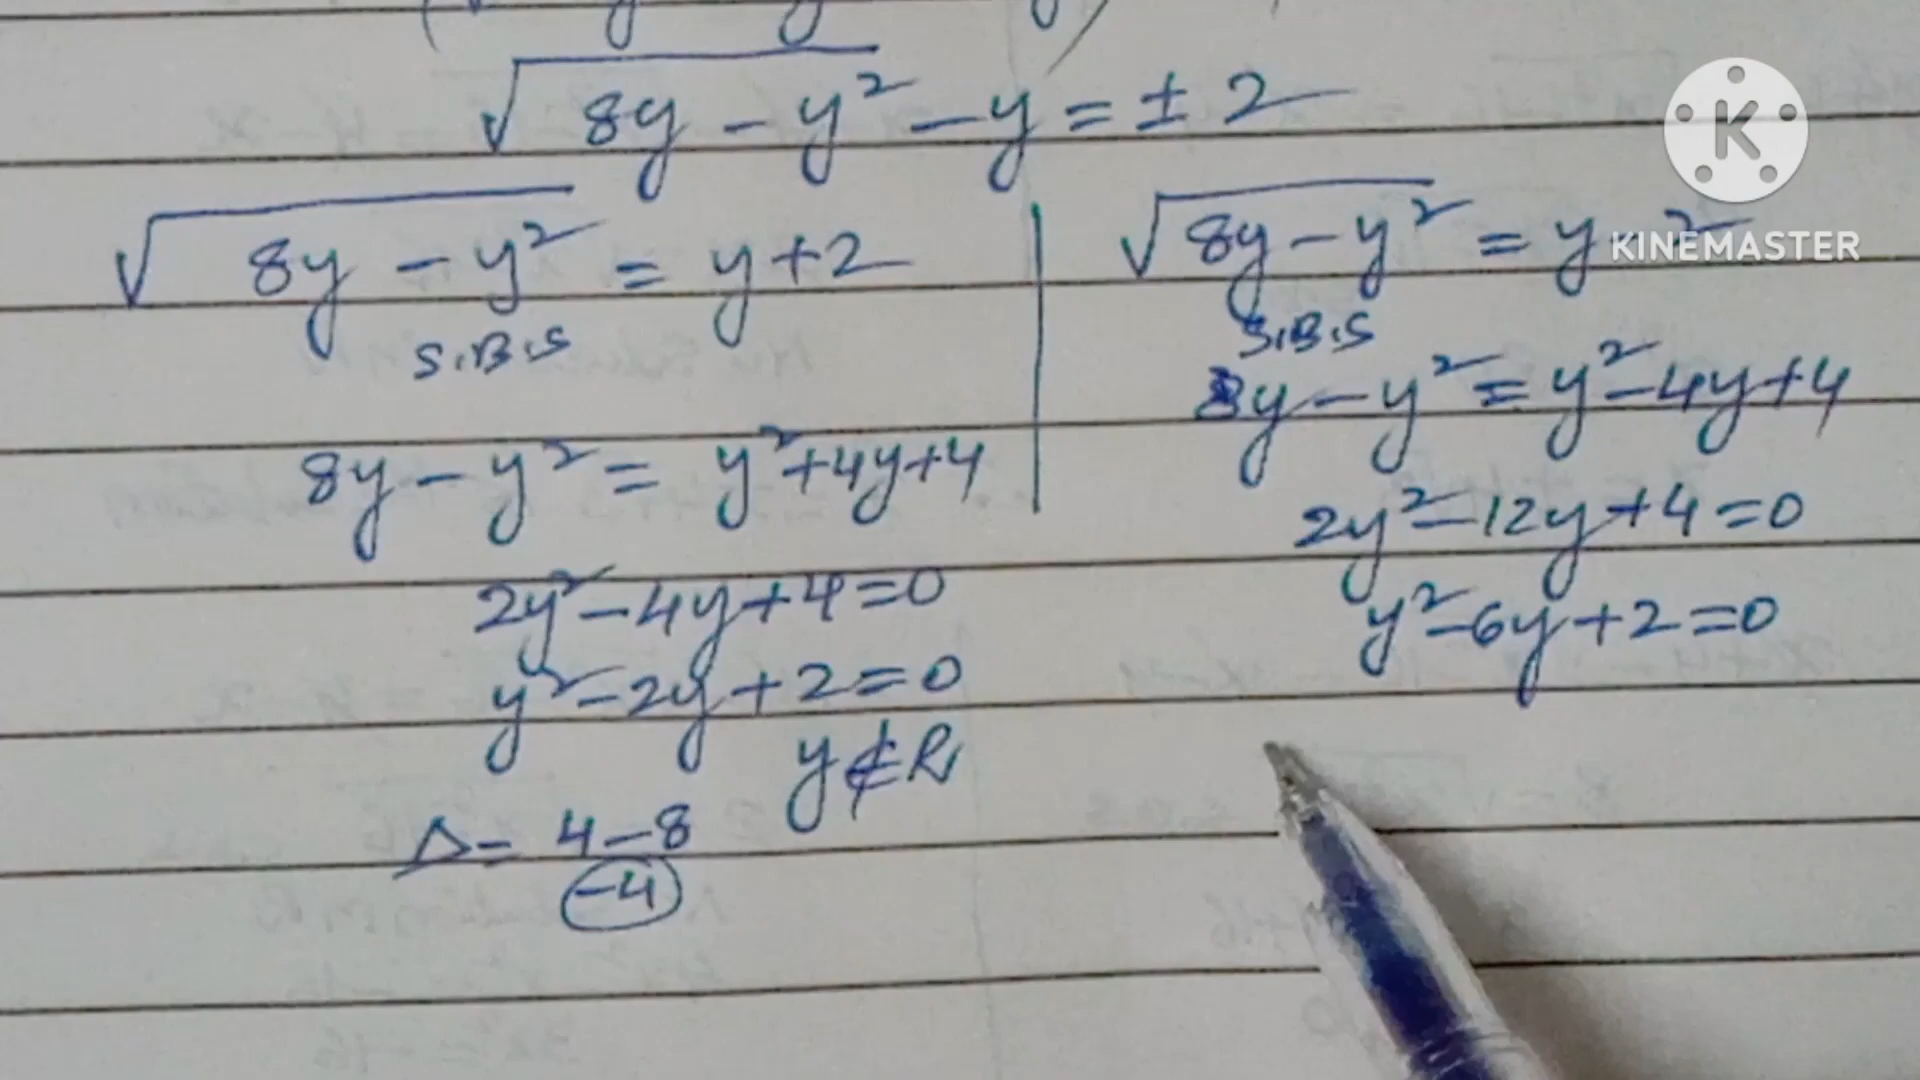 √(8y - y²) - y = ± 2
√(8y - y²) = y + 2
S.B.S
8y - y² = y² + 4y + 4
2y² - 4y + 4 = 0
y² - 2y + 2 = 0
y ∉ R
Δ = 4 - 8
-4
√(8y - y²) = y - 2
S.B.S
8y - y² = y² - 4y + 4
2y² - 12y + 4 = 0
y² - 6y + 2 = 0
K
KINEMASTER